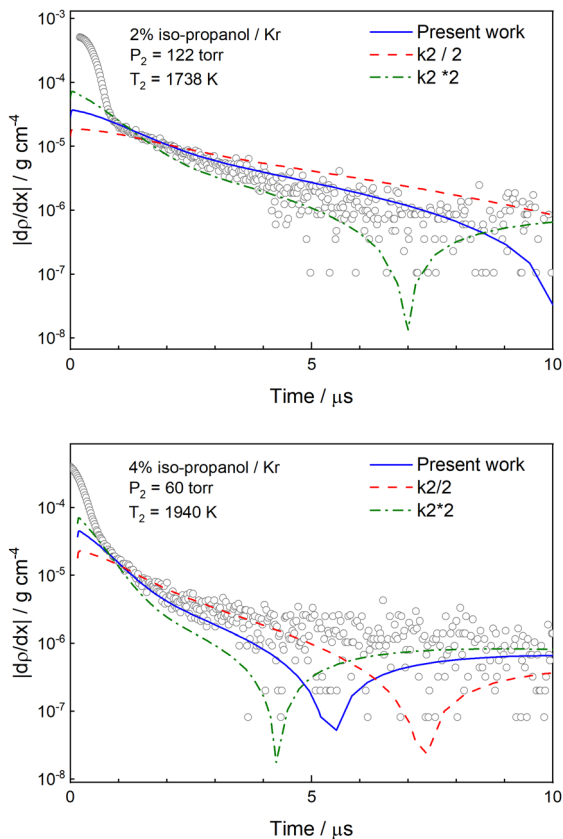 10⁻³
10⁻⁴
10⁻⁵
10⁻⁶
10⁻⁷
10⁻⁸
|dρ/dx| / g cm⁻⁴
2% iso-propanol / Kr
P₂ = 122 torr
T₂ = 1738 K
Present work
k2 / 2
k2 *2
0 5 10
Time / μs
10⁻⁴
10⁻⁵
10⁻⁶
10⁻⁷
10⁻⁸
|dρ/dx| / g cm⁻⁴
4% iso-propanol / Kr
P₂ = 60 torr
T₂ = 1940 K
Present work
k2/2
k2*2
0 5 10
Time / μs